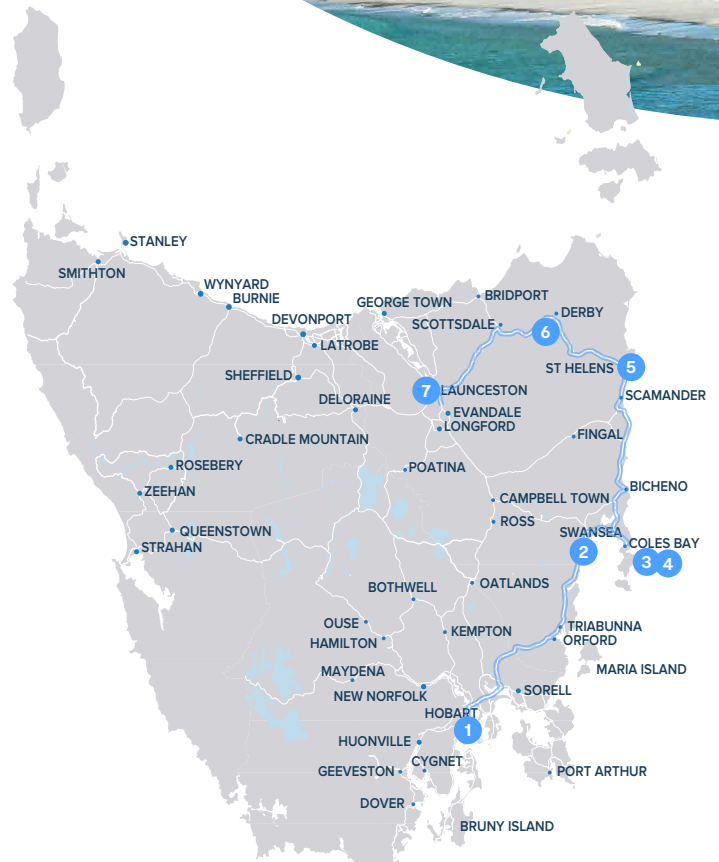 STANLEY
SMITHTON
WYNYARD
BURNIE
GEORGE TOWN
BRIDPORT
DERBY
DEVONPORT
SCOTTSDALE
6
LATROBE
ST HELENS
5
SHEFFIELD
7
LAUNCESTON
SCAMANDER
DELORAINE
EVANDALE
LONGFORD
FINGAL
CRADLE MOUNTAIN
ROSEBERY
POATINA
ZEEHAN
BICHENO
CAMPBELL TOWN
ROSS
QUEENSTOWN
SWANSEA
STRAHAN
2
COLES BAY
3
4
OATLANDS
BOTHWELL
OUSE
KEMPTON
TRIABUNNA
HAMILTON
ORFORD
MAYDENA
MARIA ISLAND
NEW NORFOLK
SORELL
HOBART
1
HUONVILLE
CYGNET
GEEVESTON
PORT ARTHUR
DOVER
BRUNY ISLAND